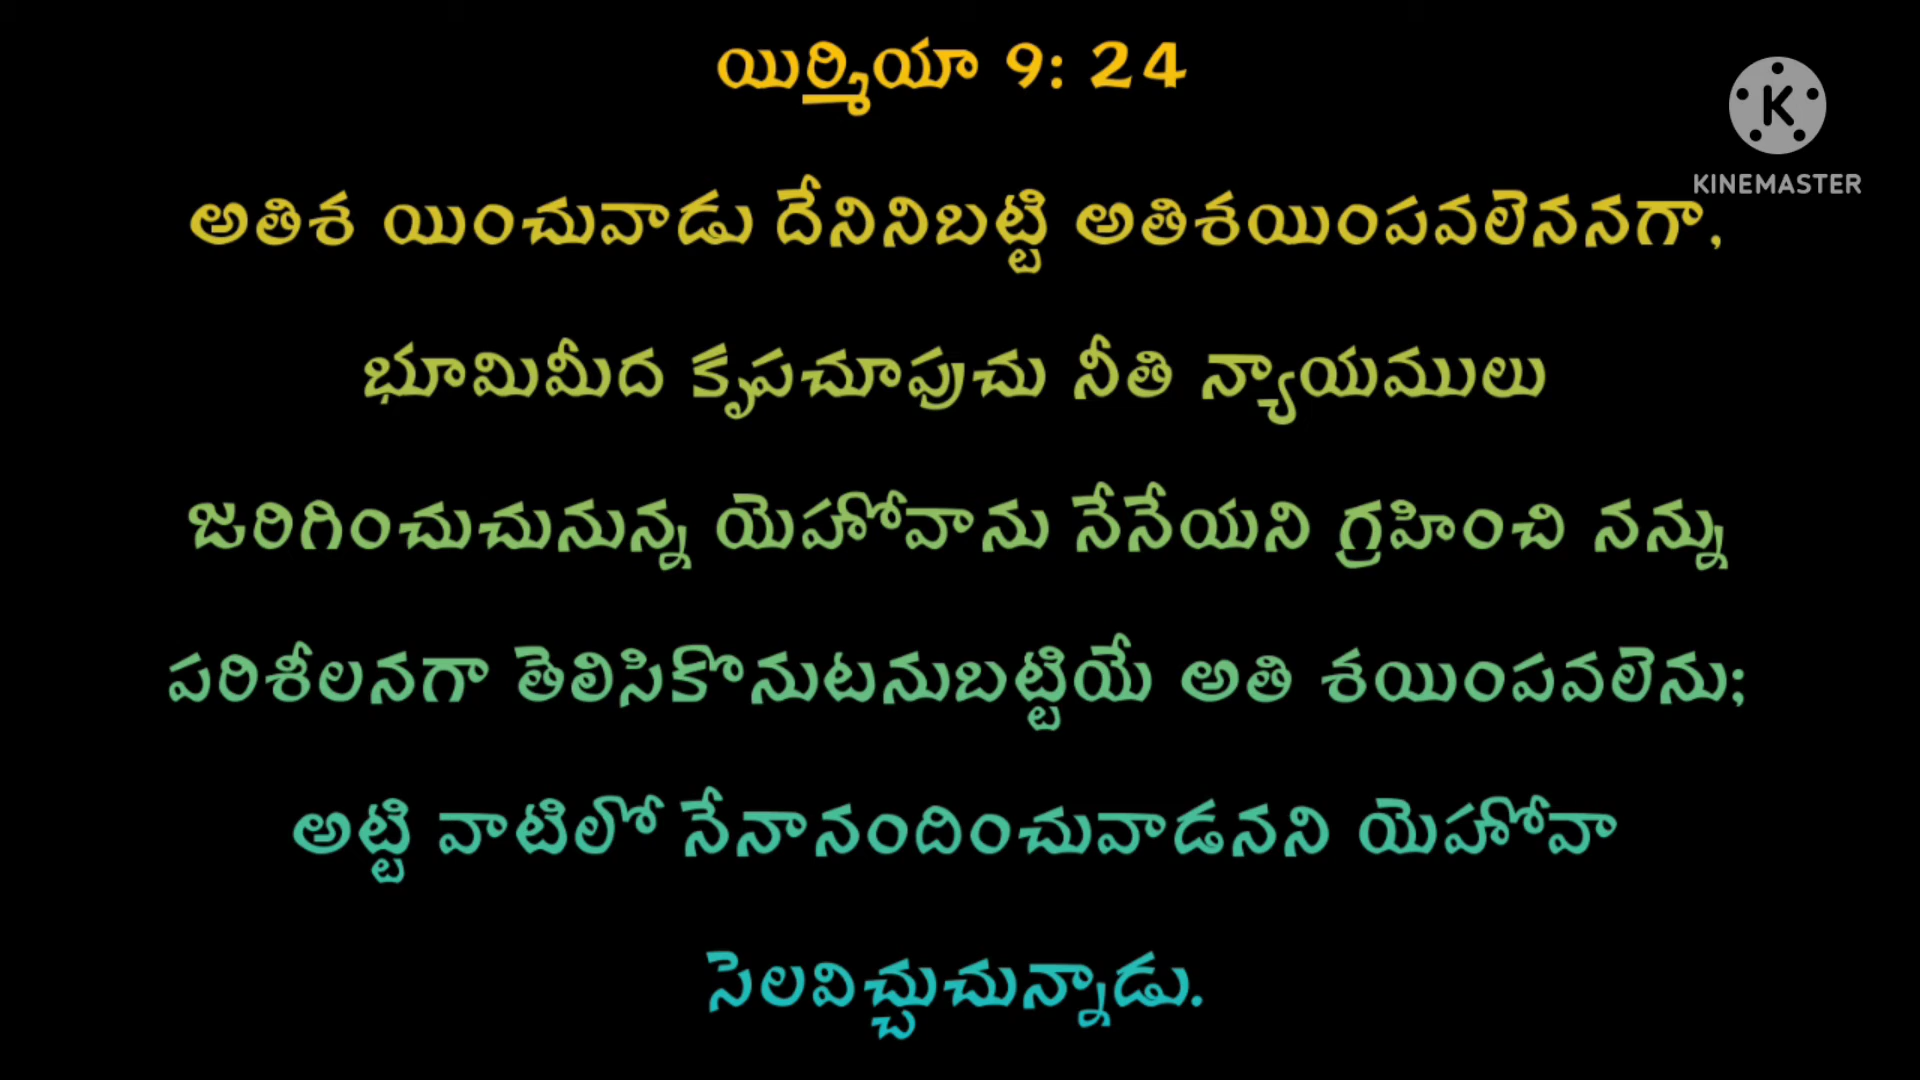 యిర్మియా 9: 24
K
KINEMASTER
అతిశ యించువాడు దేనినిబట్టి అతిశయింపవలెననగా,
భూమిమీద కృపచూపుచు నీతి న్యాయములు
జరిగించుచునున్న యెహోవాను నేనేయని గ్రహించి నన్ను
పరిశీలనగా తెలిసికొనుటనుబట్టియే అతి శయింపవలెను;
అట్టి వాటిలో నేనానందించువాడనని యెహోవా
సెలవిచ్చుచున్నాడు.